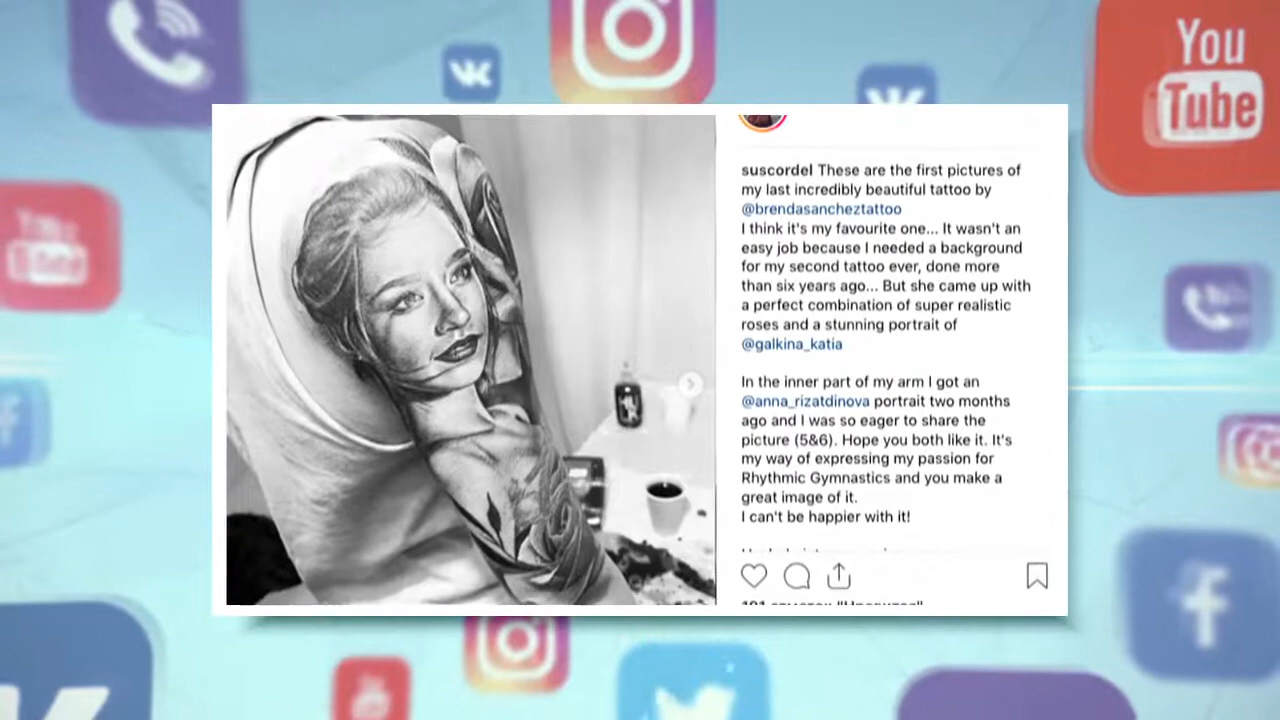 You
Tube
suscordel These are the first pictures of
my last incredibly beautiful tattoo by
@brendasancheztattoo
I think it's my favourite one... It wasn't an
easy job because I needed a background
for my second tattoo ever, done more
than six years ago... But she came up with
a perfect combination of super realistic
roses and a stunning portrait of
@galkina_katia
In the inner part of my arm I got an
@anna_rizatdinova portrait two months
ago and I was so eager to share the
picture (5&6). Hope you both like it. It's
my way of expressing my passion for
Rhythmic Gymnastics and you make a
great image of it.
I can't be happier with it!